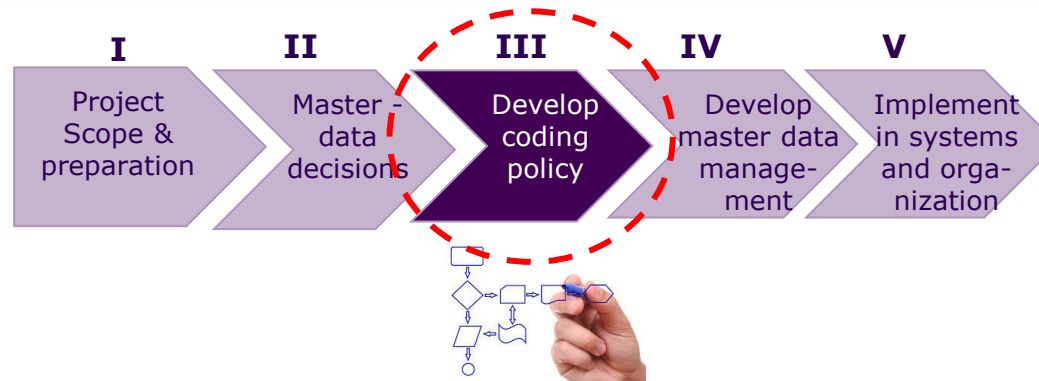 I
II
III
IV
V
Project
Scope &
preparation
Master -
data
decisions
Develop
coding
policy
Develop
master data
manage-
ment
Implement
in systems
and orga-
nization